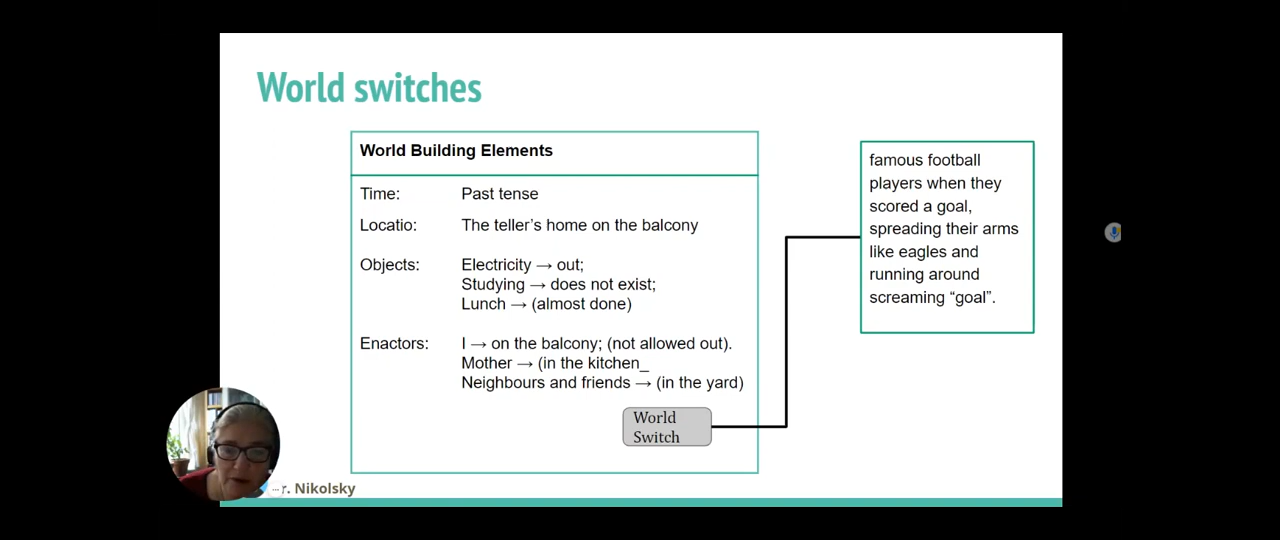 World switches
World Building Elements
Time: Past tense
Locatio: The teller's home on the balcony
Objects: Electricity → out;
Studying → does not exist;
Lunch → (almost done)
Enactors: I → on the balcony; (not allowed out).
Mother → (in the kitchen_
Neighbours and friends → (in the yard)
World
Switch
famous football
players when they
scored a goal,
spreading their arms
like eagles and
running around
screaming “goal”.
r. Nikolsky